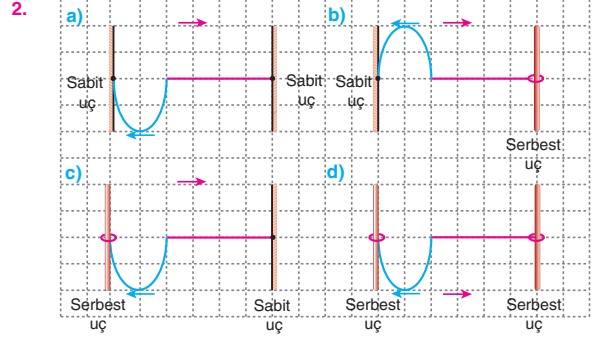 2.
a)
b)
Sabit
uç
Sabit
uç
Sabit
uç
Serbest
uç
c)
d)
Serbest
uç
Sabit
uç
Serbest
uç
Serbest
uç